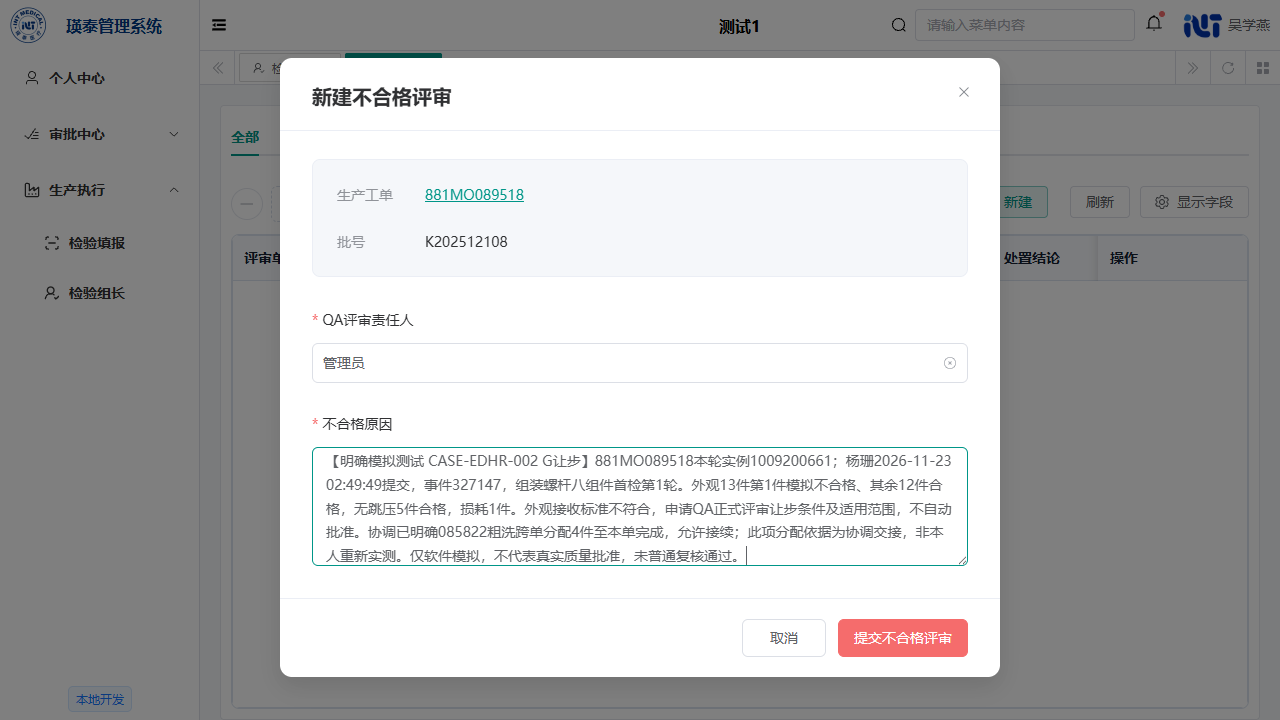 瑛泰管理系统
测试1
请输入菜单内容
吴学燕
个人中心
审批中心
生产执行
检验填报
检验组长
本地开发
全部
新建
刷新
显示字段
处置结论
操作
新建不合格评审
生产工单
881MO089518
批号
K202512108
* QA评审责任人
管理员
* 不合格原因
【明确模拟测试 CASE-EDHR-002 G让步】881MO089518本轮实例1009200661；杨珊2026-11-23
02:49:49提交，事件327147，组装螺杆八组件首检第1轮。外观13件第1件模拟不合格、其余12件合
格，无跳压5件合格，损耗1件。外观接收标准不符合，申请QA正式评审让步条件及适用范围，不自动
批准。协调已明确085822粗洗跨单分配4件至本单完成，允许接续；此项分配依据为协调交接，非本
人重新实测。仅软件模拟，不代表真实质量批准，未普通复核通过。
取消
提交不合格评审